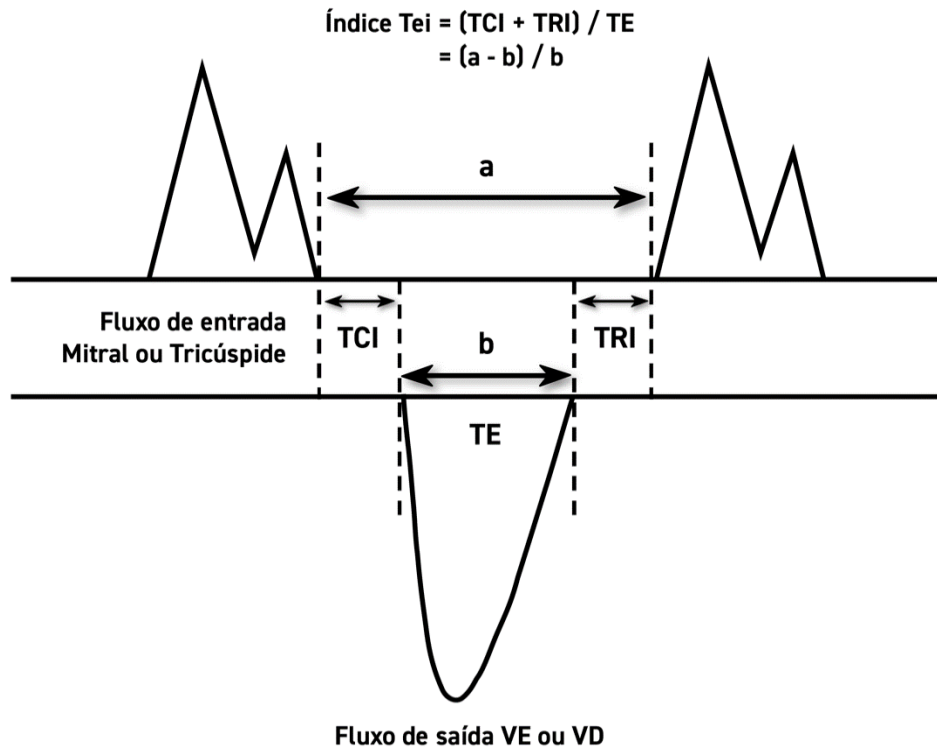 Índice Tei = (TCI + TRI) / TE
= (a - b) / b
a
Fluxo de entrada
Mitral ou Tricúspide
TCI
b
TRI
TE
Fluxo de saída VE ou VD